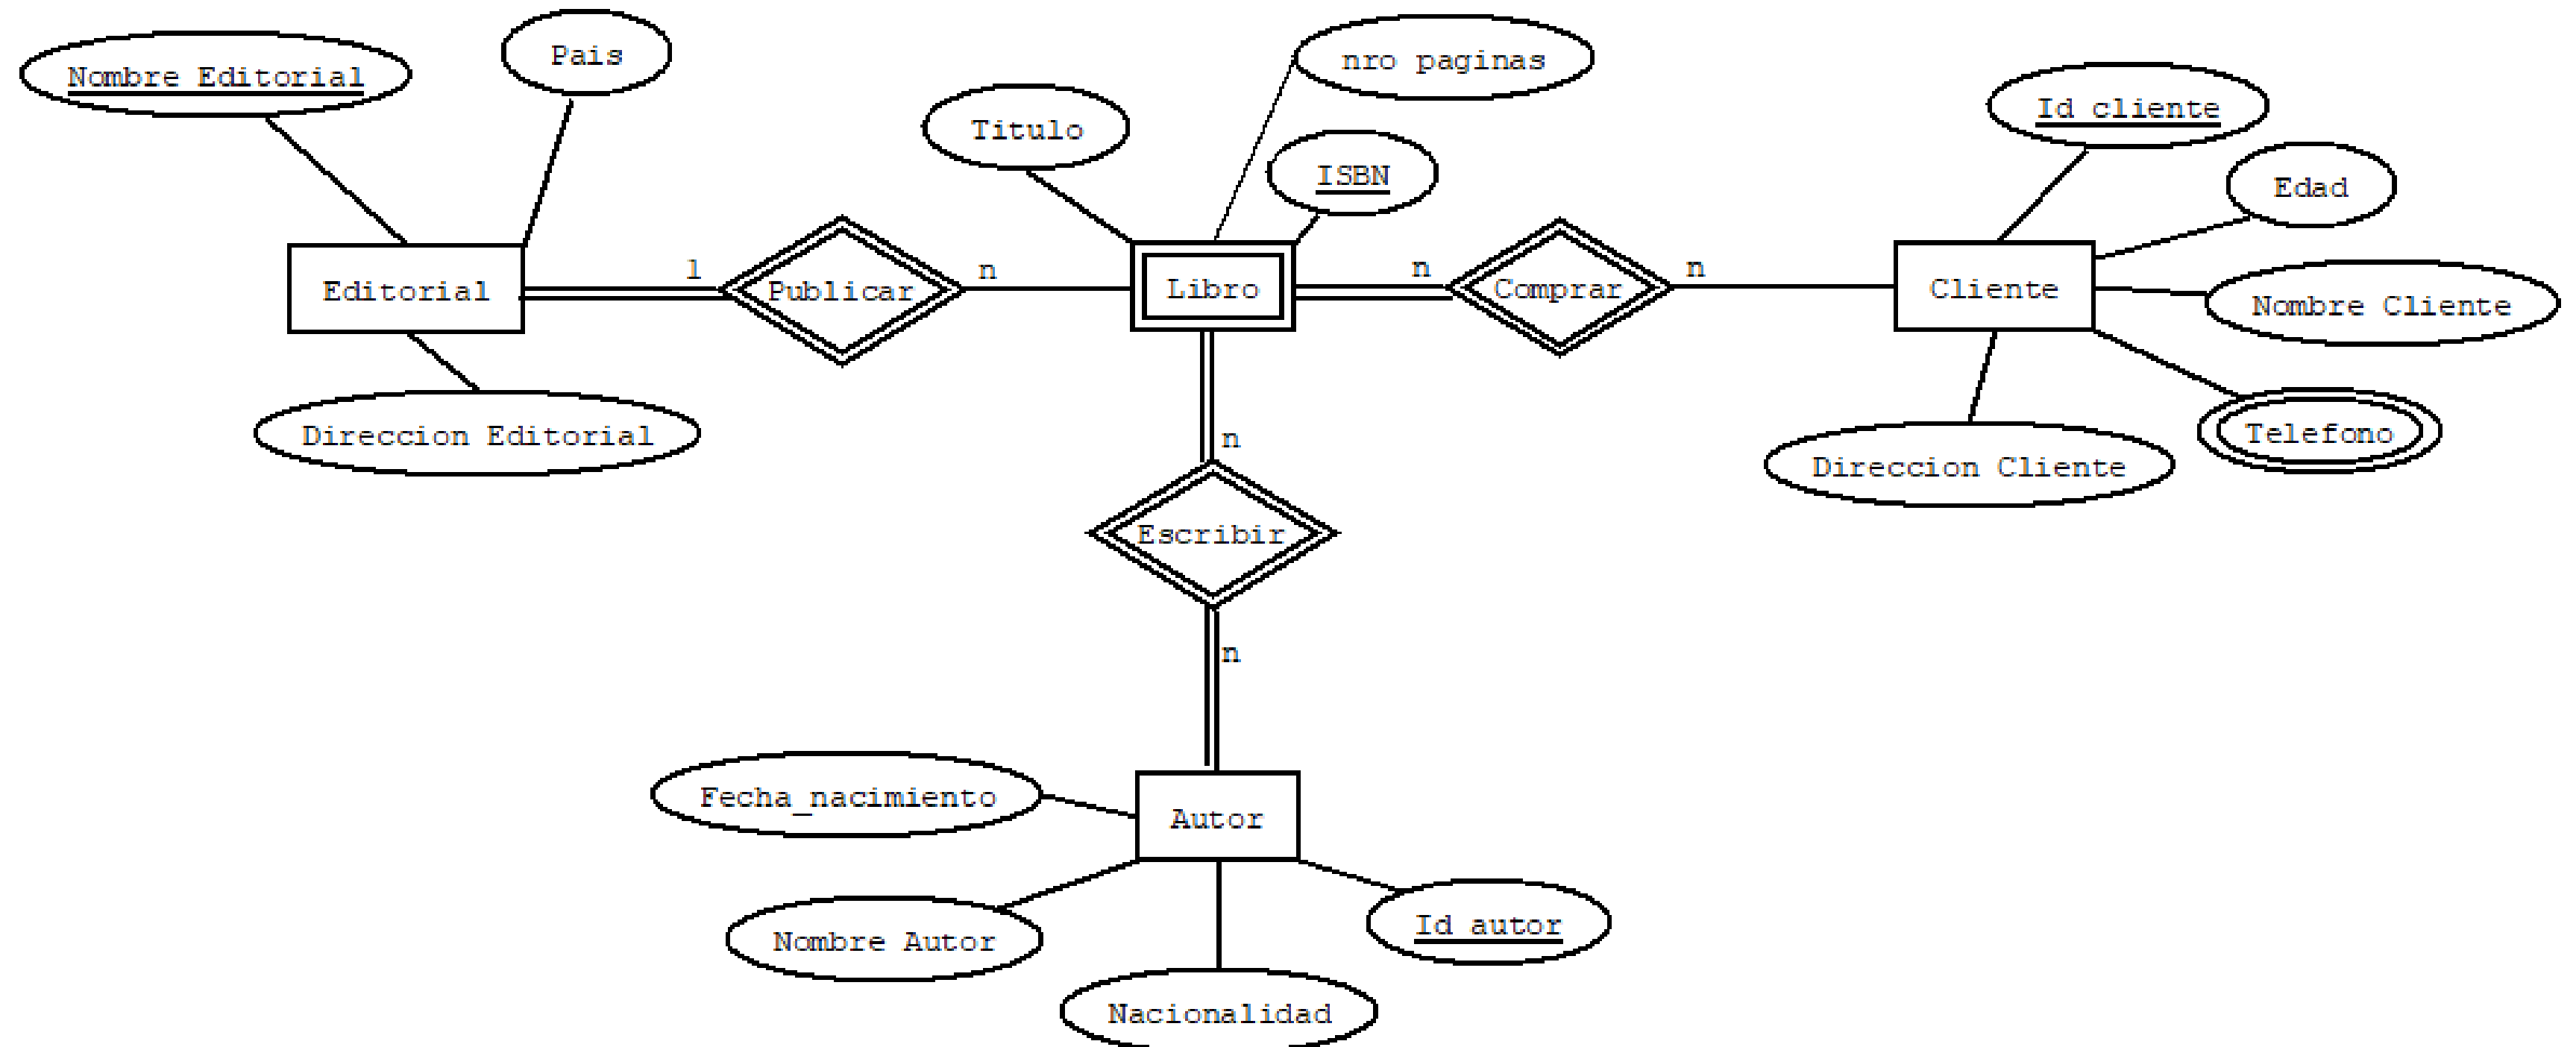 Nombre Editorial
Pais
nro paginas
Titulo
ISBN
Id cliente
Edad
Editorial
1
Publicar
n
Libro
n
Comprar
n
Cliente
Nombre Cliente
Direccion Editorial
n
Telefono
Direccion Cliente
Escribir
n
Fecha_nacimiento
Autor
Nombre Autor
Id autor
Nacionalidad